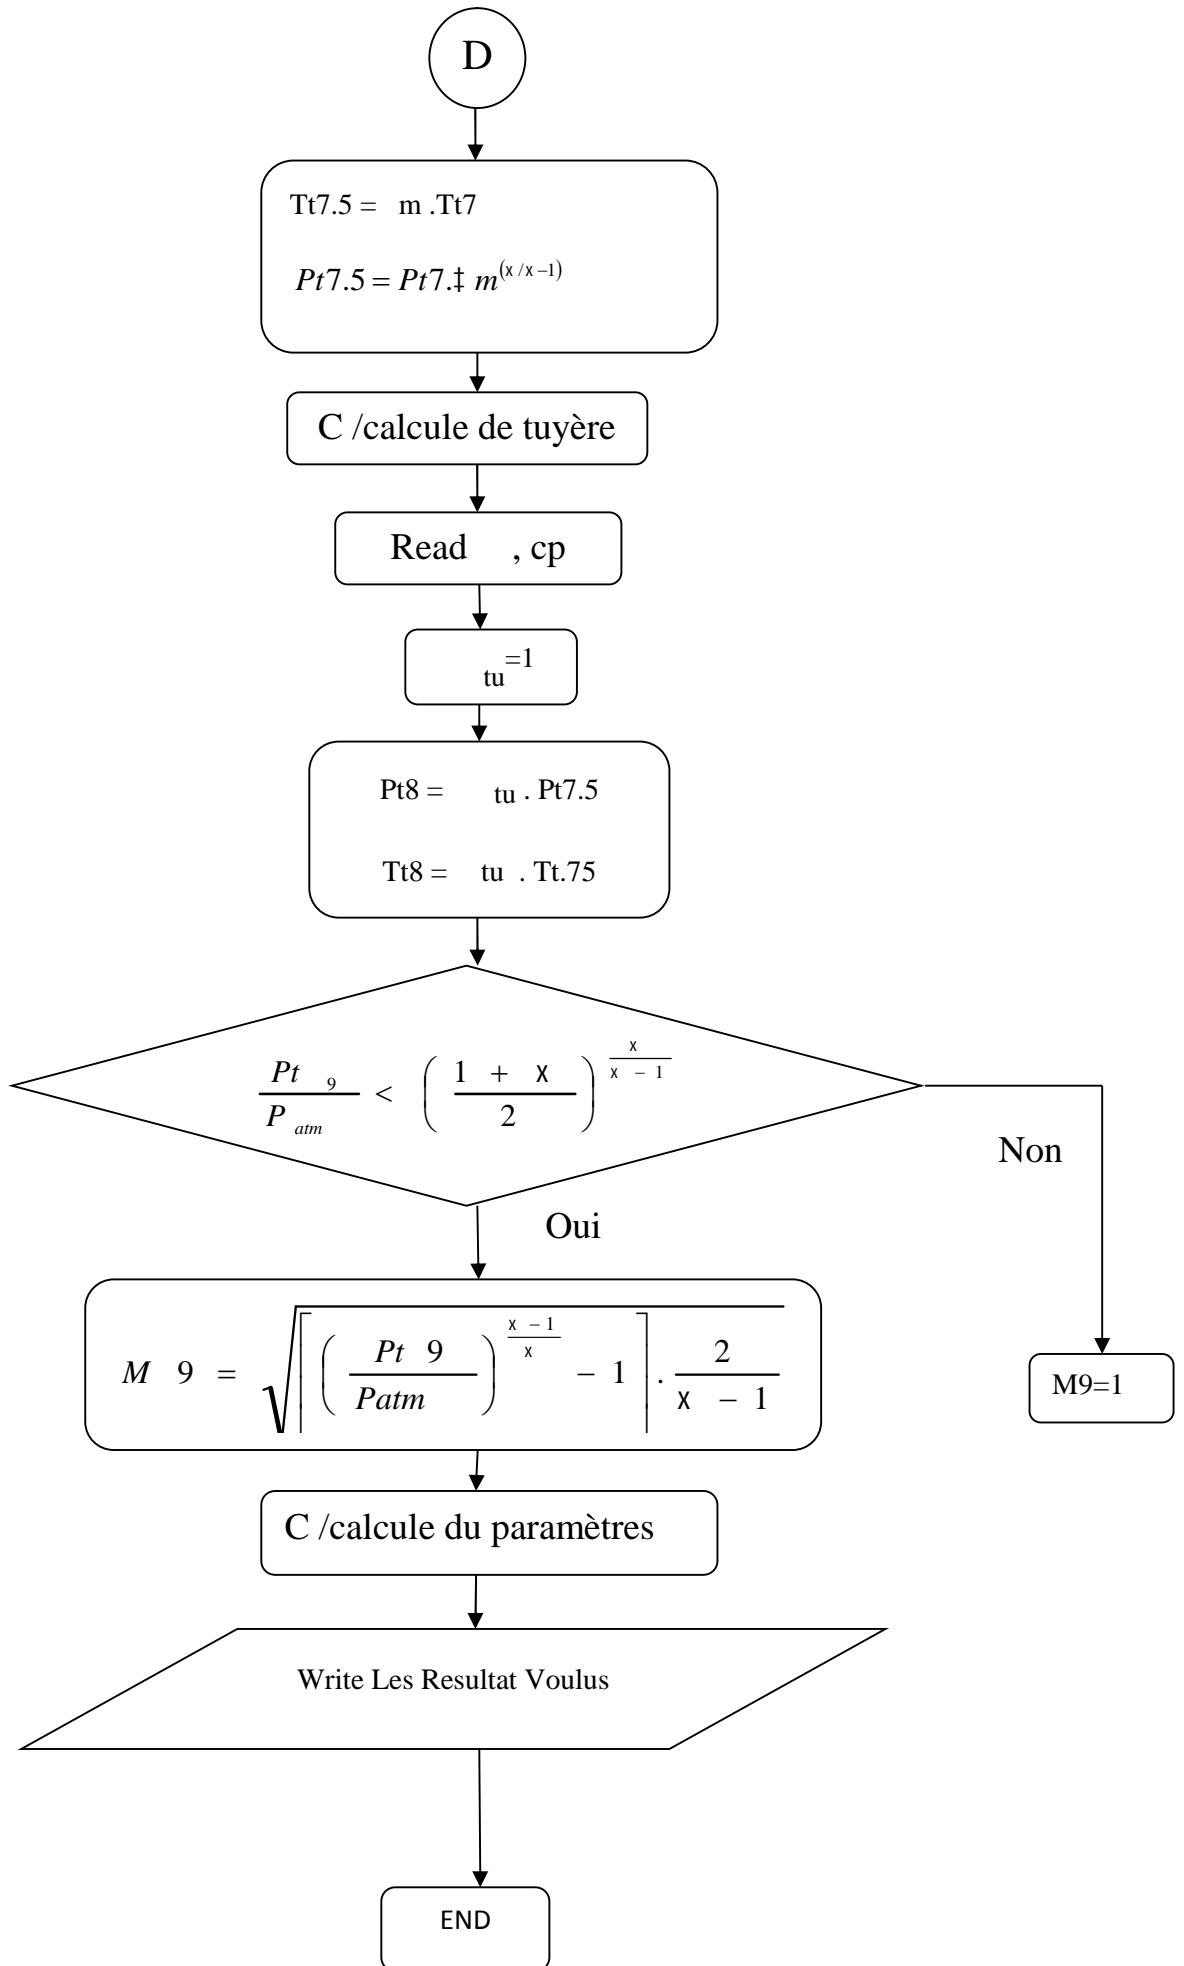 D
Tt7.5 = m .Tt7
Pt7.5 = Pt7.‡ m^(x /x −1)
C /calcule de tuyère
Read , cp
tu =1
Pt8 = tu . Pt7.5
Tt8 = tu . Tt.75
Pt 9 / P atm < ( 1 + x / 2 ) ^ x / x − 1
Non
Oui
M 9 = √ [ ( Pt 9 / Patm ) ^ x − 1 / x − 1 ] . 2 / x − 1
M9=1
C /calcule du paramètres
Write Les Resultat Voulus
END